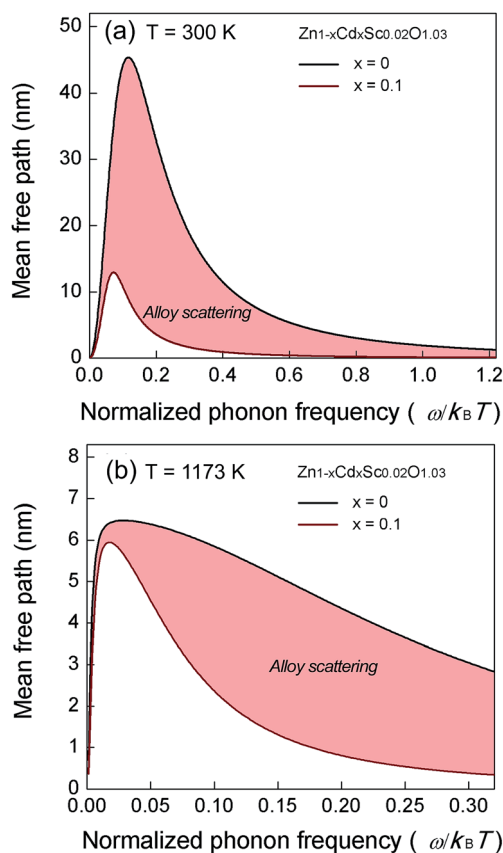 (a) T = 300 K
Zn1-xCdxSc0.02O1.03
x = 0
x = 0.1
50
40
30
20
10
0
Mean free path (nm)
Alloy scattering
0.0 0.2 0.4 0.6 0.8 1.0 1.2
Normalized phonon frequency ( ω/kBT)
(b) T = 1173 K
Zn1-xCdxSc0.02O1.03
x = 0
x = 0.1
8
7
6
5
4
3
2
1
0
Mean free path (nm)
Alloy scattering
0.00 0.05 0.10 0.15 0.20 0.25 0.30
Normalized phonon frequency ( ω/kBT)